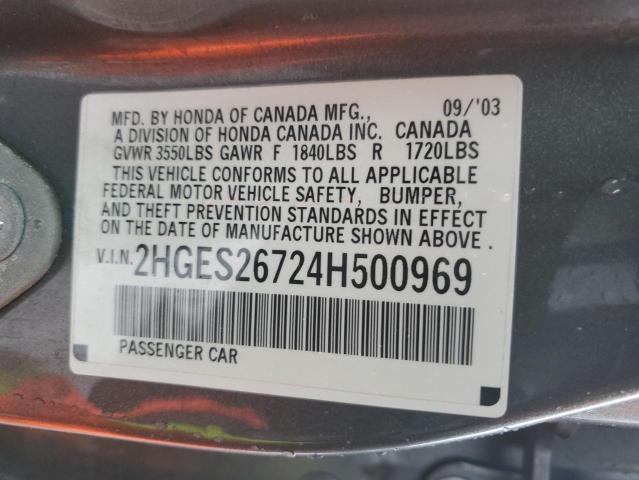 MFD. BY HONDA OF CANADA MFG., 09/'03
A DIVISION OF HONDA CANADA INC. CANADA
GVWR 3550LBS GAWR F 1840LBS R 1720LBS
THIS VEHICLE CONFORMS TO ALL APPLICABLE
FEDERAL MOTOR VEHICLE SAFETY, BUMPER,
AND THEFT PREVENTION STANDARDS IN EFFECT
ON THE DATE OF MANUFACTURE SHOWN ABOVE.
V.I.N. 2HGES26724H500969
PASSENGER CAR